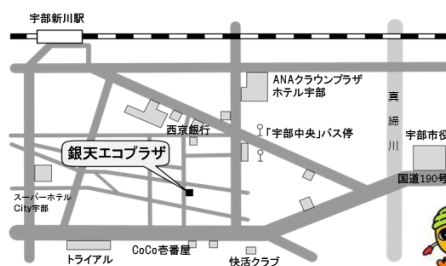 宇部新川駅
ANAクラウンプラザ
ホテル宇部
真締川
西京銀行
「宇部中央」バス停
宇部市役
銀天エコプラザ
国道190号
スーパーホテル
City宇部
トライアル
CoCo壱番屋
快活クラブ